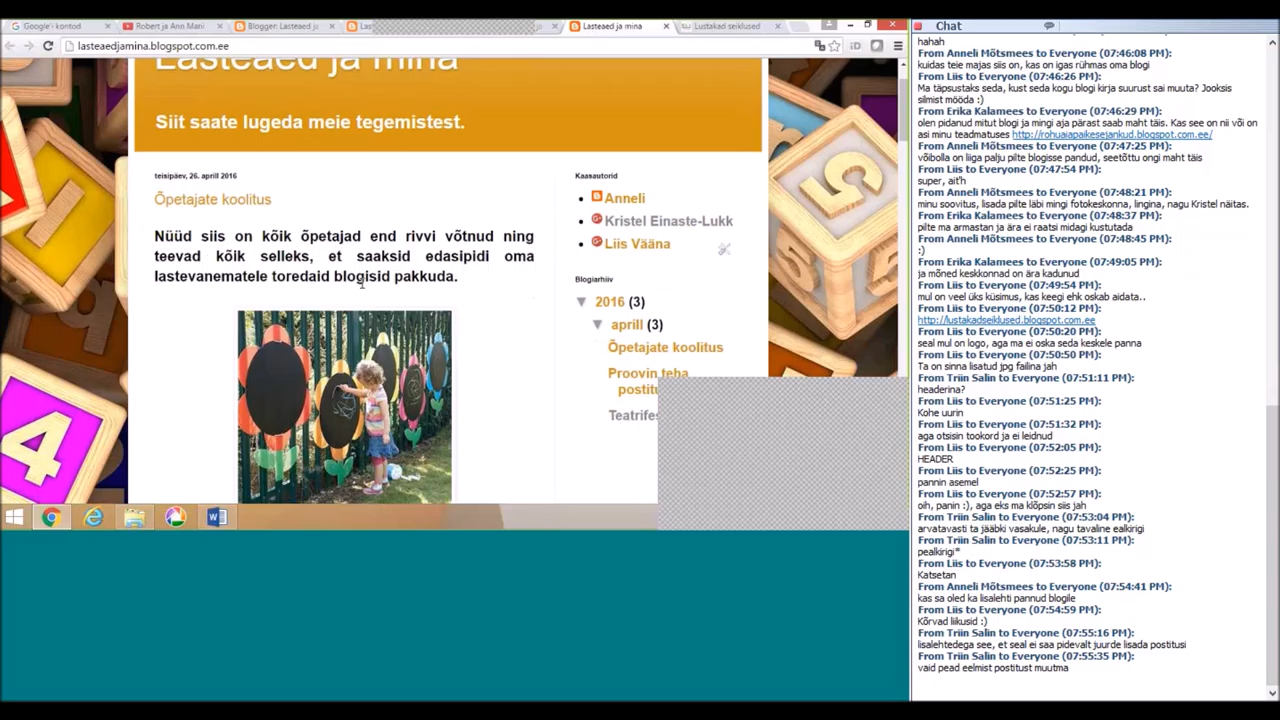 Google'i kontod
Robert ja Ann Mari
Blogger: Lasteaed ja
Las
Lasteaed ja mina
Lustakad seiklused
lasteaedjamina.blogspot.com.ee
Lasteaed ja mina
Siit saate lugeda meie tegemistest.
teisipäev, 26. aprill 2016
Õpetajate koolitus
Nüüd siis on kõik õpetajad end rivvi võtnud ning
teevad kõik selleks, et saaksid edasipidi oma
lastevanematele toredaid blogisid pakkuda.
Kaasautorid
Anneli
Kristel Einaste-Lukk
Liis Vääna
Blogiarhiiv
▼ 2016 (3)
▼ aprill (3)
Õpetajate koolitus
Proovin teha
postitu
Teatrifes
5
4
Chat
hahah
From Anneli Mõtsmees to Everyone (07:46:08 PM):
kuidas teie majas siis on, kas on igas rühmas oma blogi
From Liis to Everyone (07:46:26 PM):
Ma täpsustaks seda, kust seda kogu blogi kirja suurust sai muuta? Jooksis
silmist mööda :)
From Erika Kalamees to Everyone (07:46:29 PM):
olen pidanud mitut blogi ja mingi aja pärast saab maht täis. Kas see on nii või on
asi minu teadmatuses http://rohuaiapaikesejankud.blogspot.com.ee/
From Anneli Mõtsmees to Everyone (07:47:25 PM):
võibolla on liiga palju pilte blogisse pandud, seetõttu ongi maht täis
From Liis to Everyone (07:47:54 PM):
super, ait'h
From Anneli Mõtsmees to Everyone (07:48:21 PM):
minu soovitus, lisada pilte läbi mingi fotokeskonna, lingina, nagu Kristel näitas.
From Erika Kalamees to Everyone (07:48:37 PM):
pilte ma armastan ja ära ei raatsi midagi kustutada
From Anneli Mõtsmees to Everyone (07:48:45 PM):
:)
From Erika Kalamees to Everyone (07:49:05 PM):
ja mõned keskkonnad on ära kadunud
From Liis to Everyone (07:49:54 PM):
mul on veel üks küsimus, kas keegi ehk oskab aidata..
From Liis to Everyone (07:50:12 PM):
http://lustakadseiklused.blogspot.com.ee
From Liis to Everyone (07:50:20 PM):
seal mul on logo, aga ma ei oska seda keskele panna
From Liis to Everyone (07:50:50 PM):
Ta on sinna lisatud jpg failina jah
From Triin Salin to Everyone (07:51:11 PM):
headerina?
From Liis to Everyone (07:51:25 PM):
Kohe uurin
From Liis to Everyone (07:51:32 PM):
aga otsisin tookord ja ei leidnud
From Liis to Everyone (07:52:05 PM):
HEADER
From Liis to Everyone (07:52:25 PM):
pannin asemel
From Liis to Everyone (07:52:57 PM):
oih, panin :), aga eks ma klõpsin siis jah
From Triin Salin to Everyone (07:53:04 PM):
arvatavasti ta jääbki vasakule, nagu tavaline ealkirigi
From Triin Salin to Everyone (07:53:11 PM):
pealkirigi*
From Liis to Everyone (07:53:58 PM):
Katsetan
From Anneli Mõtsmees to Everyone (07:54:41 PM):
kas sa oled ka lisalehti pannud blogile
From Liis to Everyone (07:54:59 PM):
Kõrvad liikusid :)
From Triin Salin to Everyone (07:55:16 PM):
lisalehtedega see, et seal ei saa pidevalt juurde lisada postitusi
From Triin Salin to Everyone (07:55:35 PM):
vaid pead eelmist postitust muutma